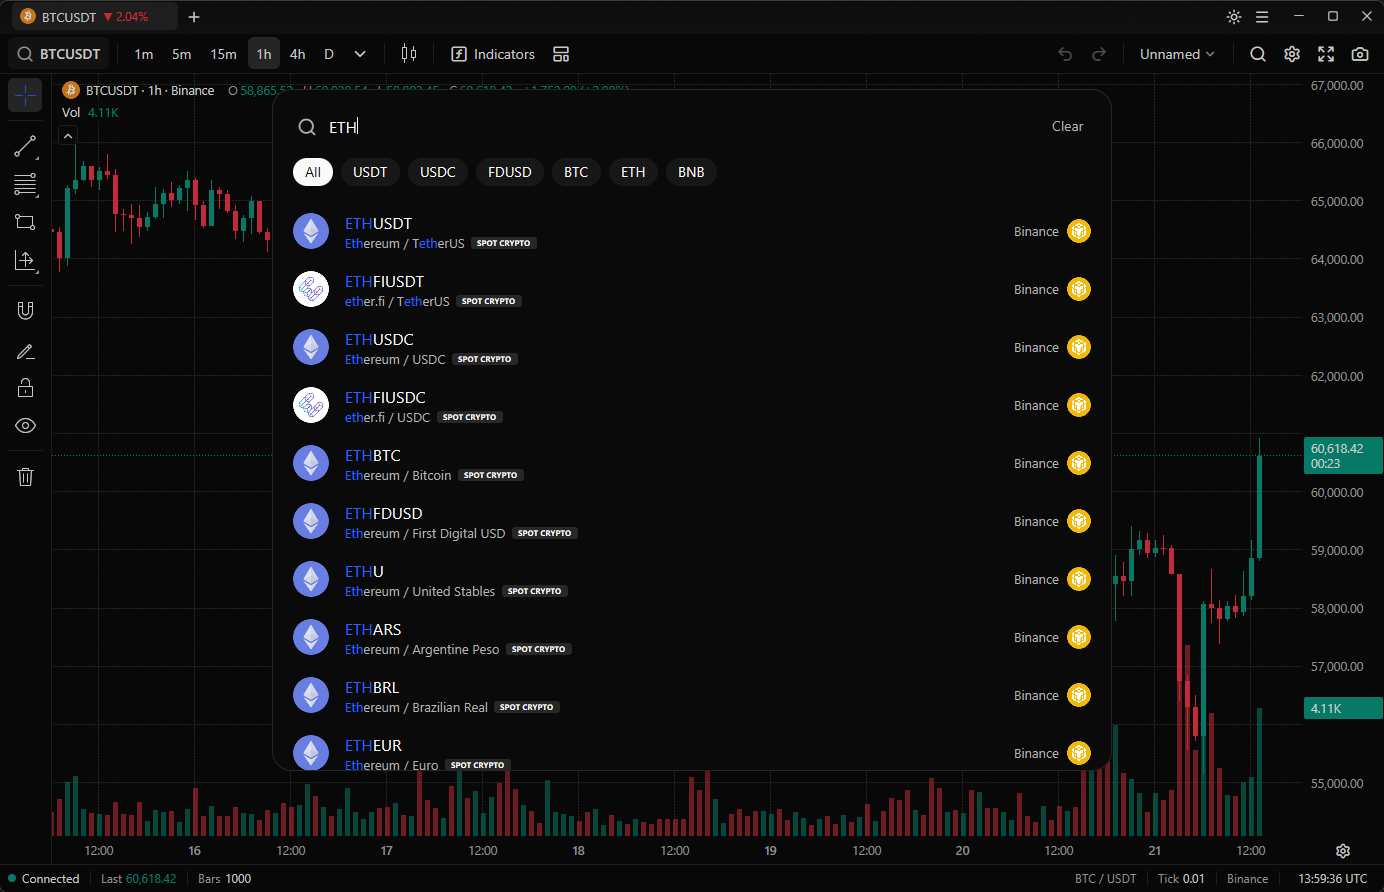 BTCUSDT ▼ 2.04%
BTCUSDT 1m 5m 15m 1h 4h D Indicators Unnamed
BTCUSDT · 1h · Binance O 58,865.52
Vol 4.11K
ETH Clear
All USDT USDC FDUSD BTC ETH BNB
ETHUSDT
Ethereum / TetherUS SPOT CRYPTO Binance
ETHFIUSDT
ether.fi / TetherUS SPOT CRYPTO Binance
ETHUSDC
Ethereum / USDC SPOT CRYPTO Binance
ETHFIUSDC
ether.fi / USDC SPOT CRYPTO Binance
ETHBTC
Ethereum / Bitcoin SPOT CRYPTO Binance
ETHFDUSD
Ethereum / First Digital USD SPOT CRYPTO Binance
ETHU
Ethereum / United Stables SPOT CRYPTO Binance
ETHARS
Ethereum / Argentine Peso SPOT CRYPTO Binance
ETHBRL
Ethereum / Brazilian Real SPOT CRYPTO Binance
ETHEUR
Ethereum / Euro SPOT CRYPTO Binance
67,000.00
66,000.00
65,000.00
64,000.00
63,000.00
62,000.00
60,618.42
00:23
60,000.00
59,000.00
58,000.00
57,000.00
4.11K
55,000.00
12:00 16 12:00 17 12:00 18 12:00 19 12:00 20 12:00 21 12:00
Connected Last 60,618.42 Bars 1000 BTC / USDT Tick 0.01 Binance 13:59:36 UTC